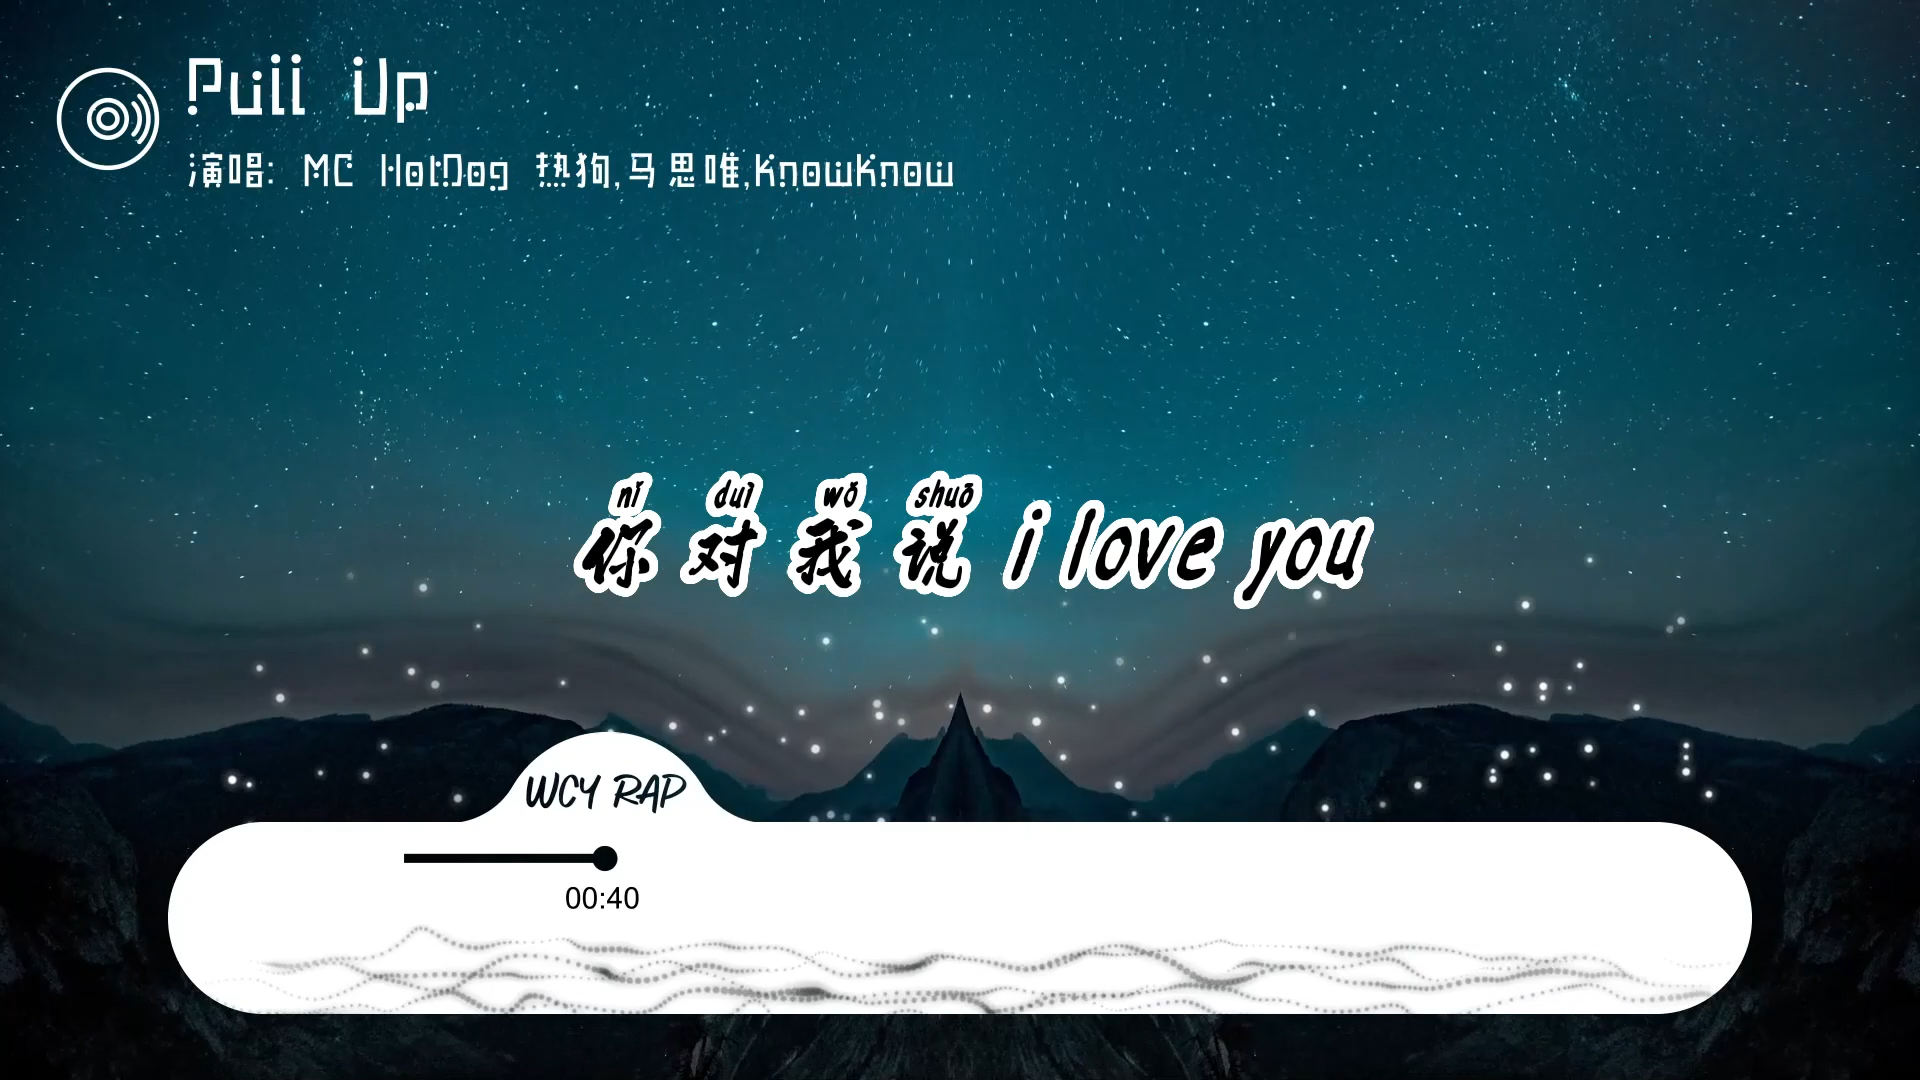 Pull Up
演唱: MC HotDog 热狗,马思唯,KnowKnow
nǐ duì wǒ shuō
你 对 我 说 i love you
WCY RAP
00:40